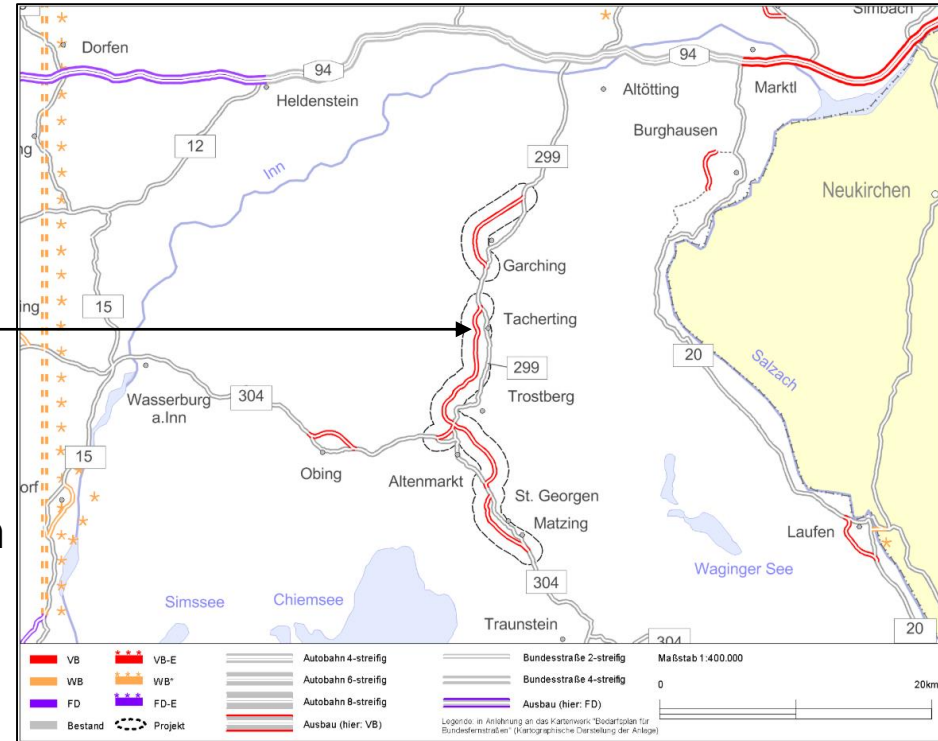 Simbach
Dorfen
94
94
Heldenstein
Altötting
Marktl
Burghausen
12
Inn
299
Neukirchen
Garching
15
Tacherting
299
20
Salzach
Wasserburg
a.Inn
304
Trostberg
15
Obing
Altenmarkt
St. Georgen
Matzing
Laufen
Waginger See
304
Simssee
Chiemsee
Traunstein
304
20
VB
VB-E
Autobahn 4-streifig
Bundesstraße 2-streifig
Maßstab 1:400.000
WB
WB*
Autobahn 6-streifig
Bundesstraße 4-streifig
0
20km
FD
FD-E
Autobahn 8-streifig
Ausbau (hier: FD)
Bestand
Projekt
Ausbau (hier: VB)
Legende: in Anlehnung an das Kartenwerk "Bedarfsplan für
Bundesfernstraßen" (Kartographische Darstellung der Anlage)